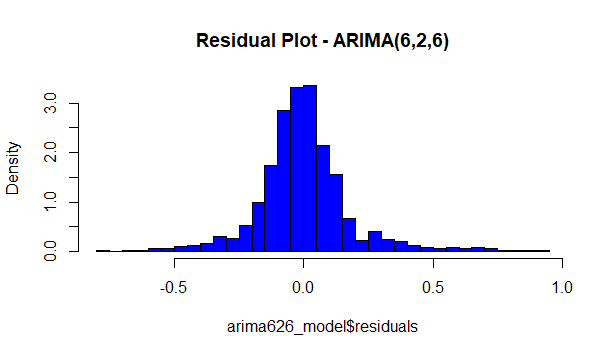 Residual Plot - ARIMA(6,2,6)
Density
3.0
2.0
1.0
0.0
-0.5 0.0 0.5 1.0
arima626_model$residuals